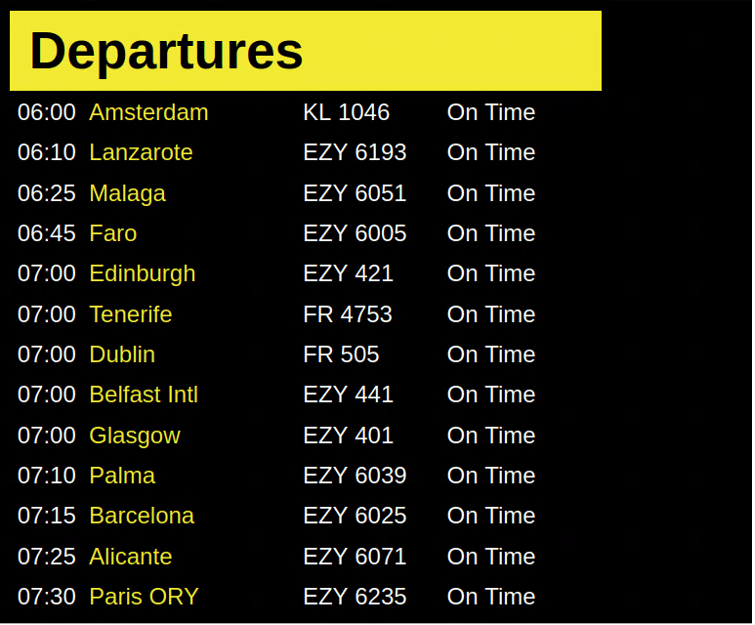 Departures
06:00 Amsterdam KL 1046 On Time
06:10 Lanzarote EZY 6193 On Time
06:25 Malaga EZY 6051 On Time
06:45 Faro EZY 6005 On Time
07:00 Edinburgh EZY 421 On Time
07:00 Tenerife FR 4753 On Time
07:00 Dublin FR 505 On Time
07:00 Belfast Intl EZY 441 On Time
07:00 Glasgow EZY 401 On Time
07:10 Palma EZY 6039 On Time
07:15 Barcelona EZY 6025 On Time
07:25 Alicante EZY 6071 On Time
07:30 Paris ORY EZY 6235 On Time